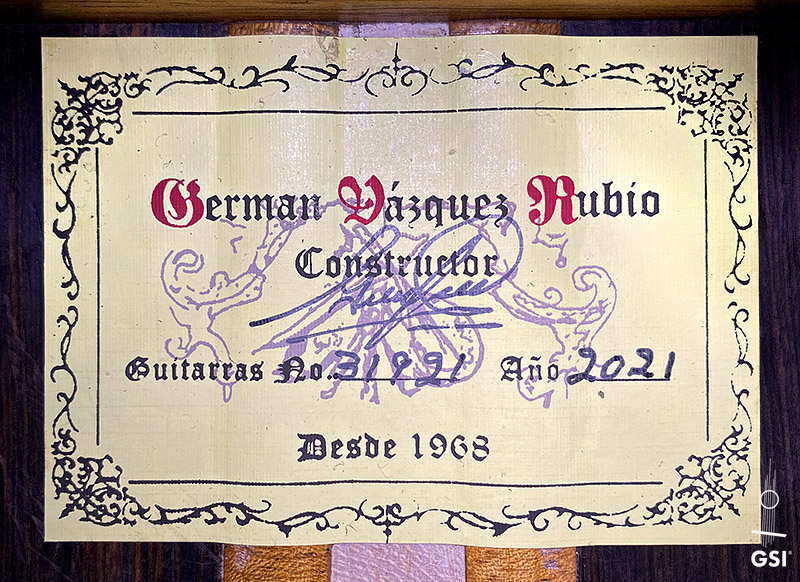 German Vázquez Rubio
Constructor
Guitarras No. 31921 Año 2021
Desde 1968
GSI